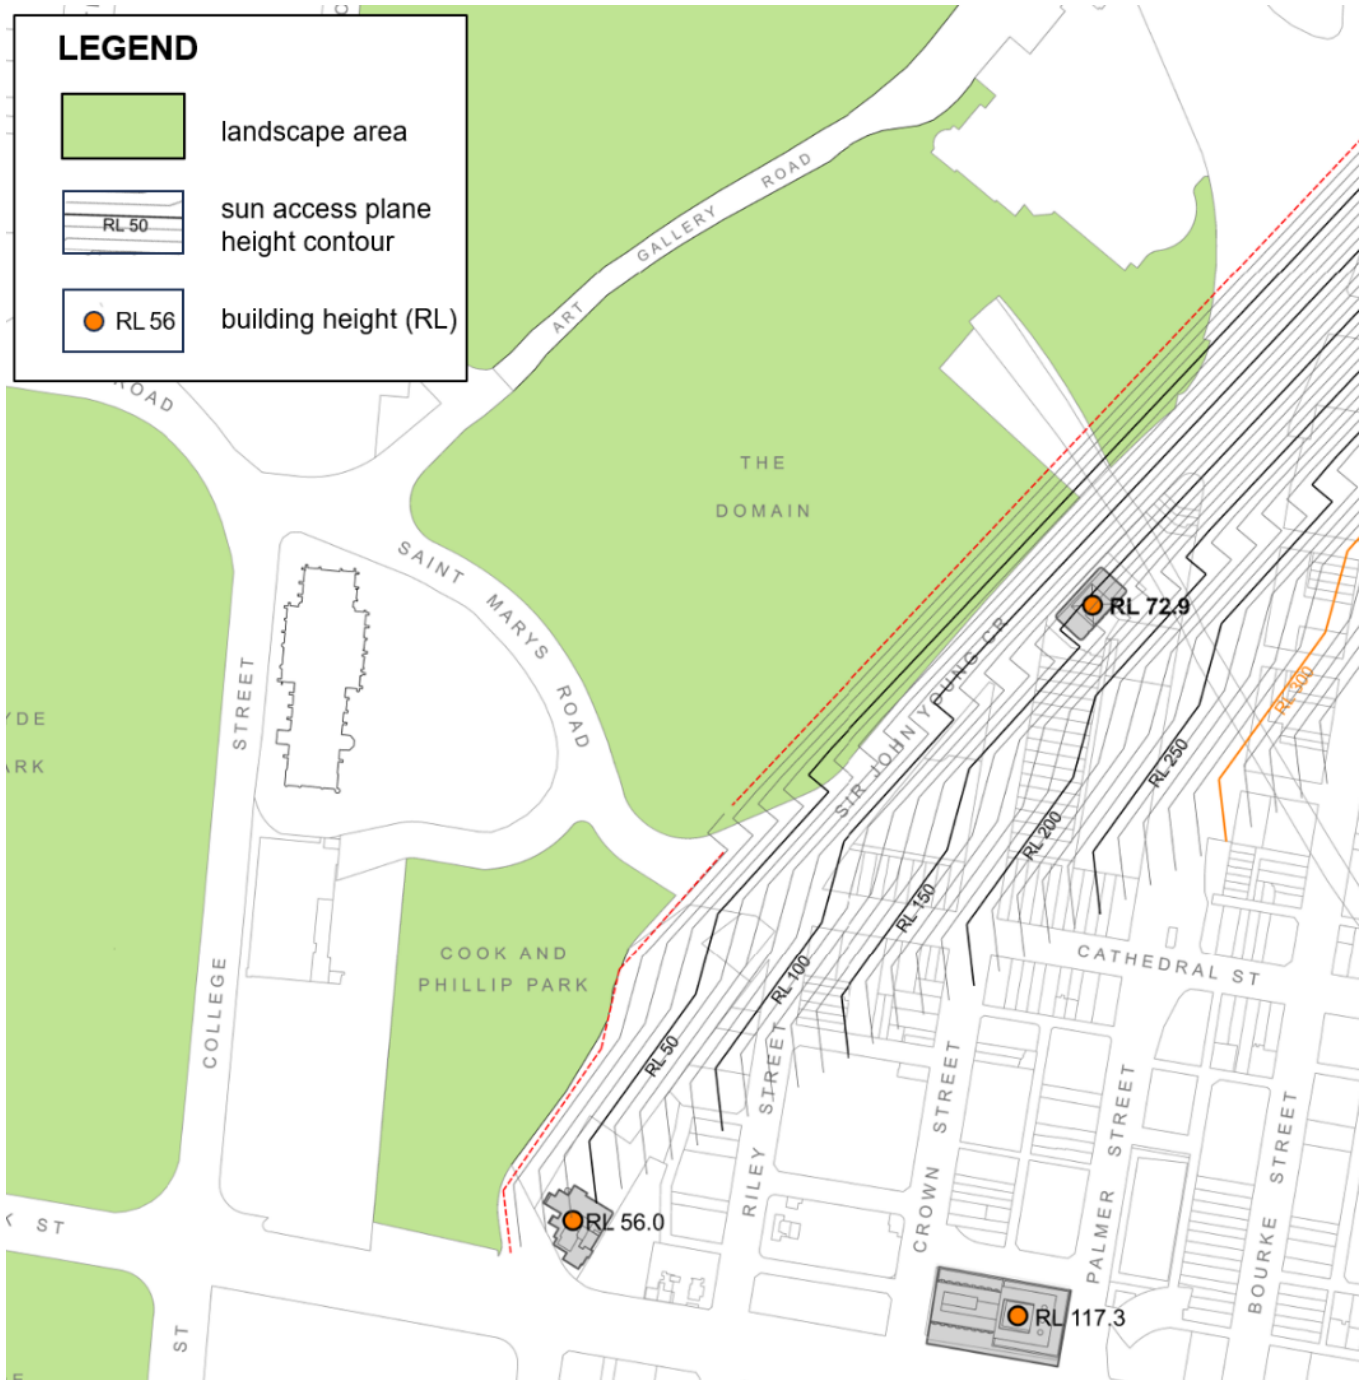 LEGEND
landscape area
RL 50
sun access plane
height contour
RL 56
building height (RL)
ROAD
ART GALLERY ROAD
THE
DOMAIN
SAINT MARYS ROAD
RL 72.9
SIR JOHN YOUNG CR
STREET
YDE
ARK
RL 300
RL 250
RL 200
RL 150
RL 100
RL 50
COOK AND
PHILLIP PARK
CATHEDRAL ST
COLLEGE
RILEY STREET
CROWN STREET
PALMER STREET
BOURKE STREET
K ST
RL 56.0
RL 117.3
ST